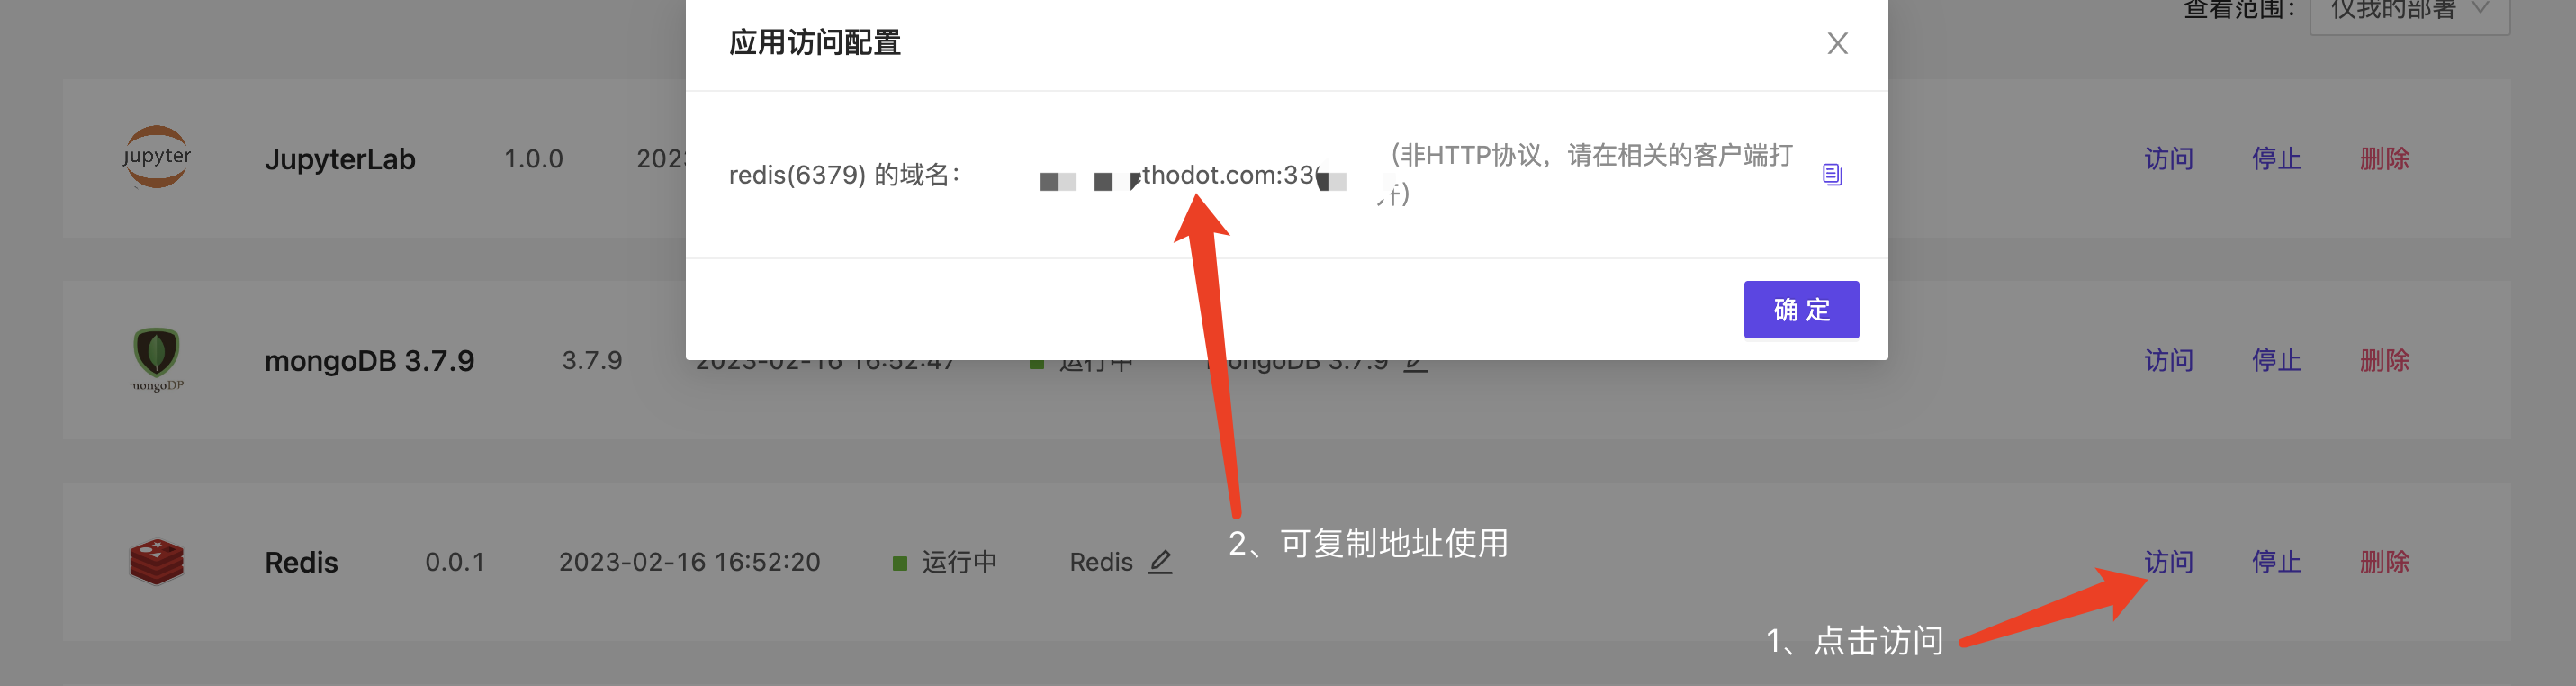 查看范围：
仅我的部署
应用访问配置
jupyter
JupyterLab 1.0.0 202
访问 停止 删除
redis(6379) 的域名：
thodot.com:33
(非HTTP协议，请在相关的客户端打
开)
确 定
mongoDB 3.7.9 3.7.9 2023-02-16 16:52:47 运行中 mongoDB 3.7.9
访问 停止 删除
Redis 0.0.1 2023-02-16 16:52:20 运行中 Redis
访问 停止 删除
2、可复制地址使用
1、点击访问